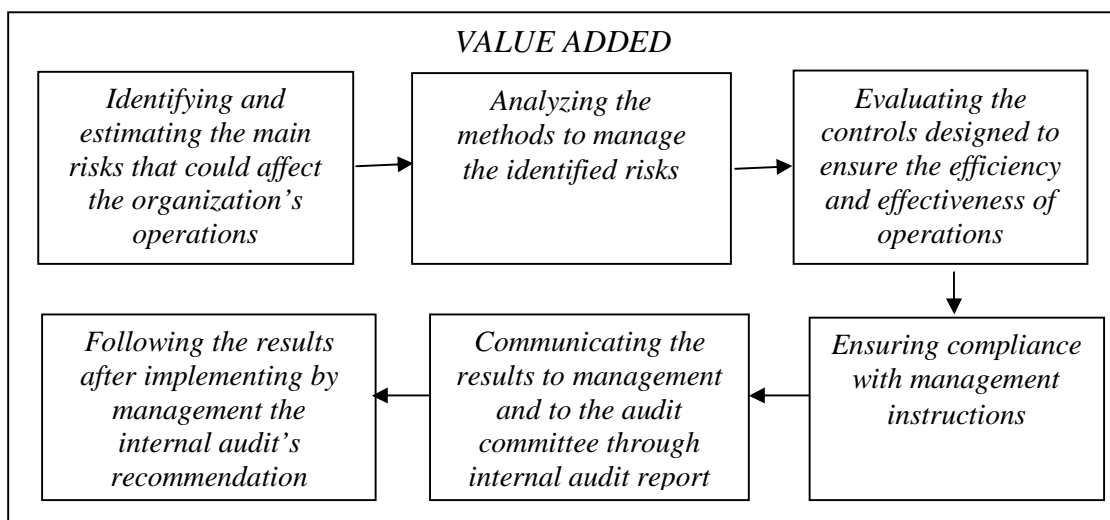 VALUE ADDED
Identifying and
estimating the main
risks that could affect
the organization's
operations
Analyzing the
methods to manage
the identified risks
Evaluating the
controls designed to
ensure the efficiency
and effectiveness of
operations
Ensuring compliance
with management
instructions
Communicating the
results to management
and to the audit
committee through
internal audit report
Following the results
after implementing by
management the
internal audit's
recommendation